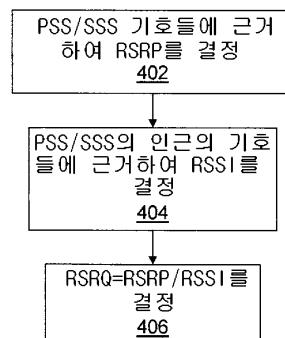 PSS/SSS 기호들에 근거
하여 RSRP를 결정
402
PSS/SSS의 인근의 기호
들에 근거하여 RSSI를
결정
404
RSRQ=RSRP/RSSI를
결정
406